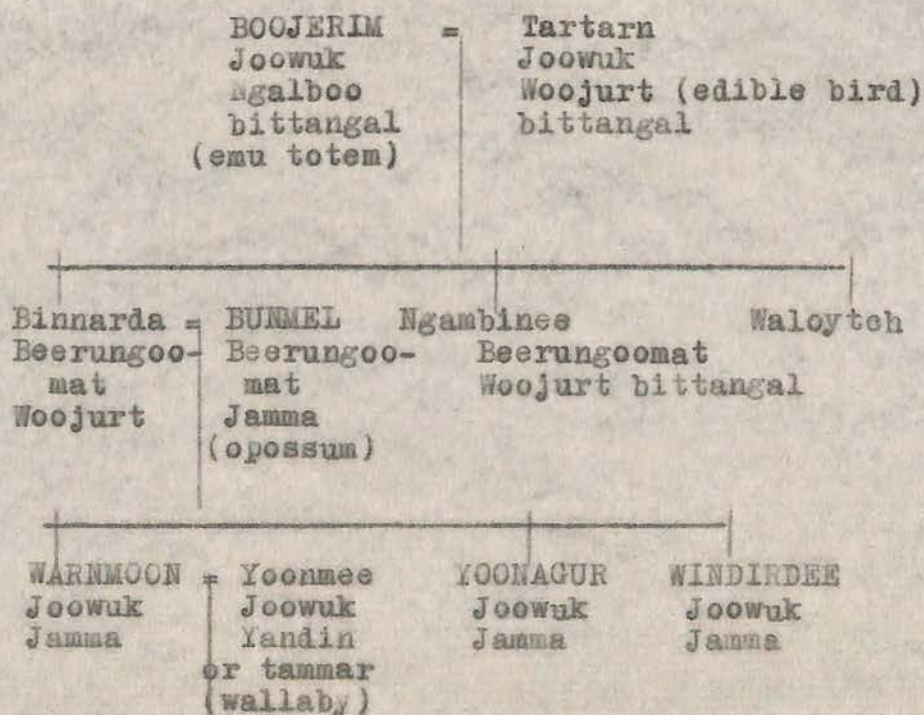 BOOJERIM = Tartarn
Joowuk Joowuk
Ngalboo Woojurt (edible bird)
bittangal bittangal
(emu totem)
Binnarda = BUNMEL Ngambinee Waloytch
Beerungoo- Beerungoo- Beerungoomat
mat mat Woojurt bittangal
Woojurt Jamma
(opossum)
WARNMOON = Yoonmee YOONAGUR WINDIRDEE
Joowuk Joowuk Joowuk Joowuk
Jamma Yandin Jamma Jamma
or tammar
(wallaby)